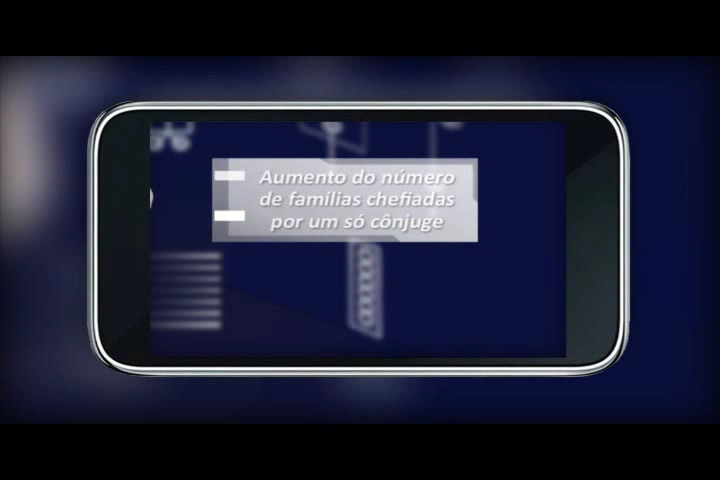 Aumento do número
de famílias chefiadas
por um só cônjuge